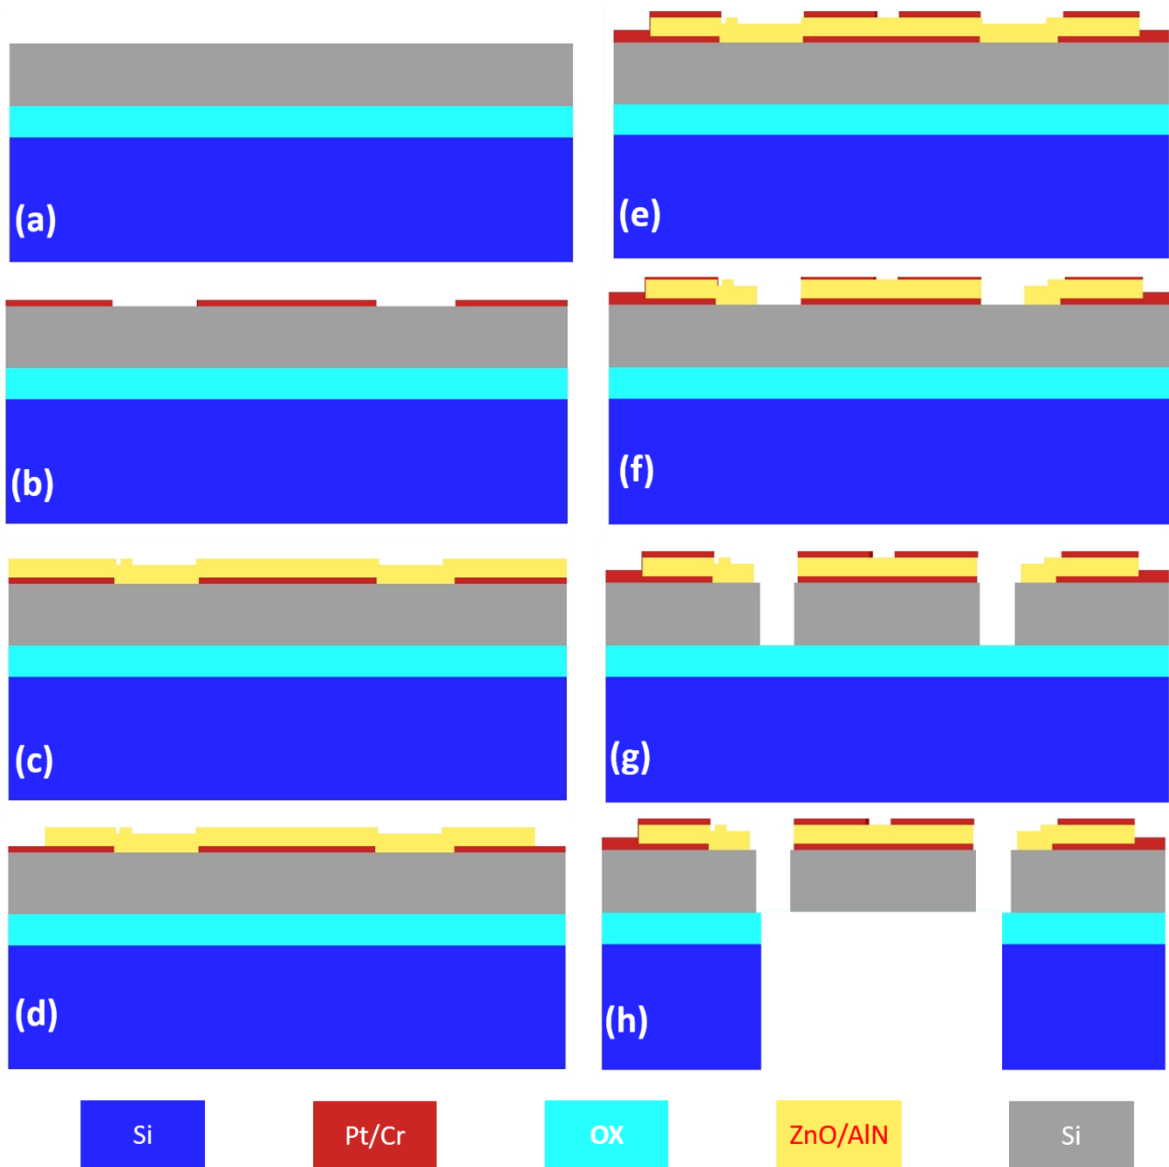 (a)
(b)
(c)
(d)
(e)
(f)
(g)
(h)
Si
Pt/Cr
OX
ZnO/AlN
Si